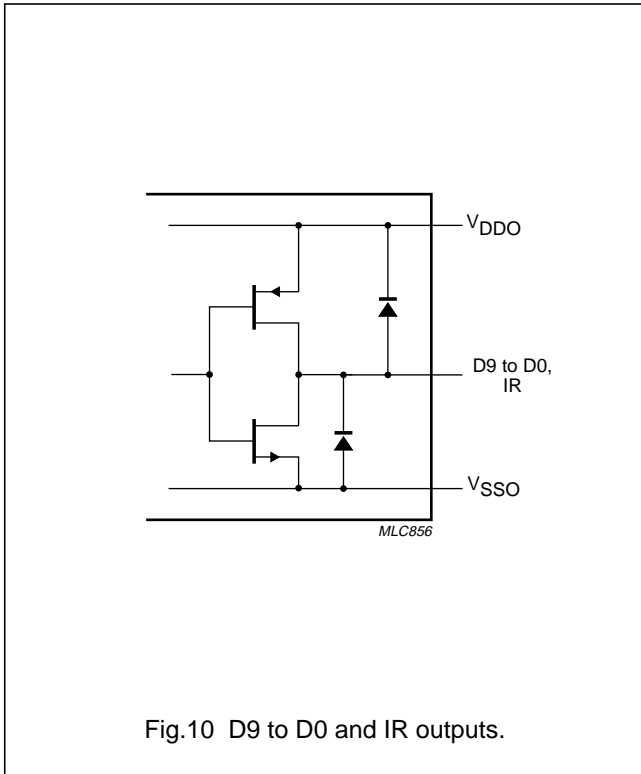 VDDO
D9 to D0,
IR
VSSO
MLC856
Fig.10 D9 to D0 and IR outputs.